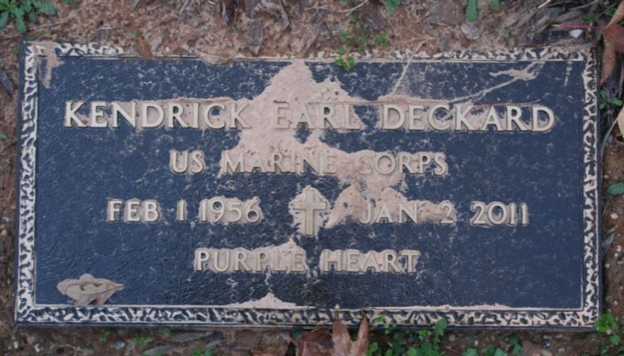 KENDRICK EARL DECKARD
US MARINE CORPS
FEB 1 1956 JAN 2 2011
PURPLE HEART